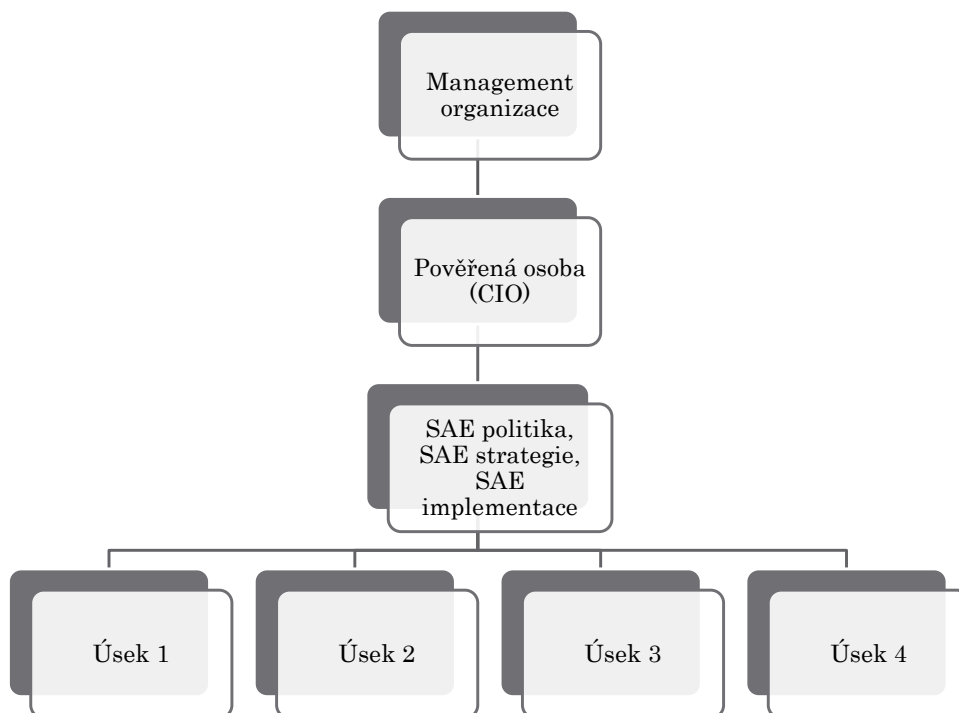 Management
organizace
Pověřená osoba
(CIO)
SAE politika,
SAE strategie,
SAE
implementace
Úsek 1
Úsek 2
Úsek 3
Úsek 4